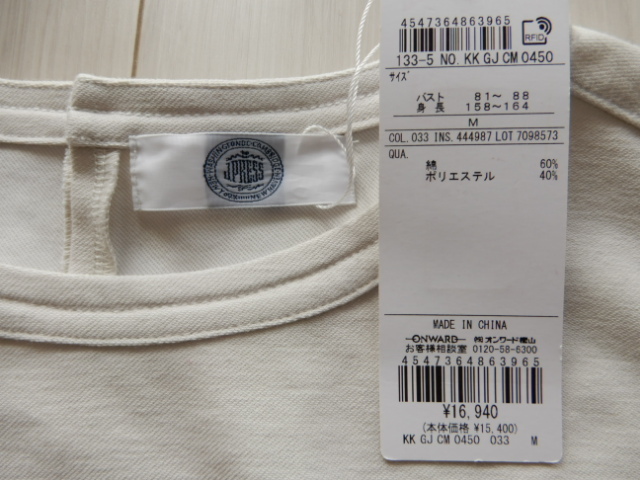 4547364863965
RFID
133-5 NO. KK GJ CM 0450
サイズ
バスト 81～ 88
身長 158～164
M
COL. 033 INS. 444987 LOT 7098573
QUA.
綿 60%
ポリエステル 40%
J.PRESS
MADE IN CHINA
ONWARD ㈱オンワード樫山
お客様相談室 0120-58-6300
4547364863965
¥16,940
(本体価格 ¥15,400)
KK GJ CM 0450 033 M